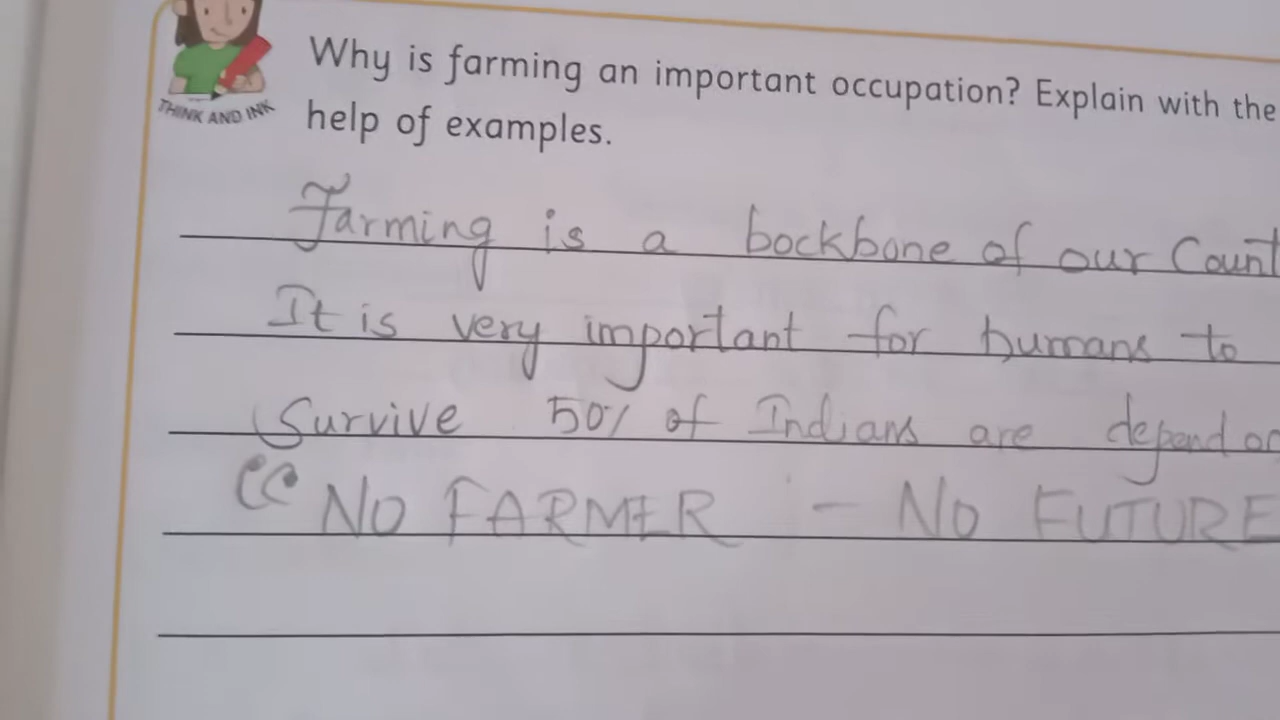 THINK AND INK
Why is farming an important occupation? Explain with the
help of examples.
Farming is a bockbone of our Count
It is very important for humans to
Survive 50% of Indians are depend on
“ NO FARMER - NO FUTURE